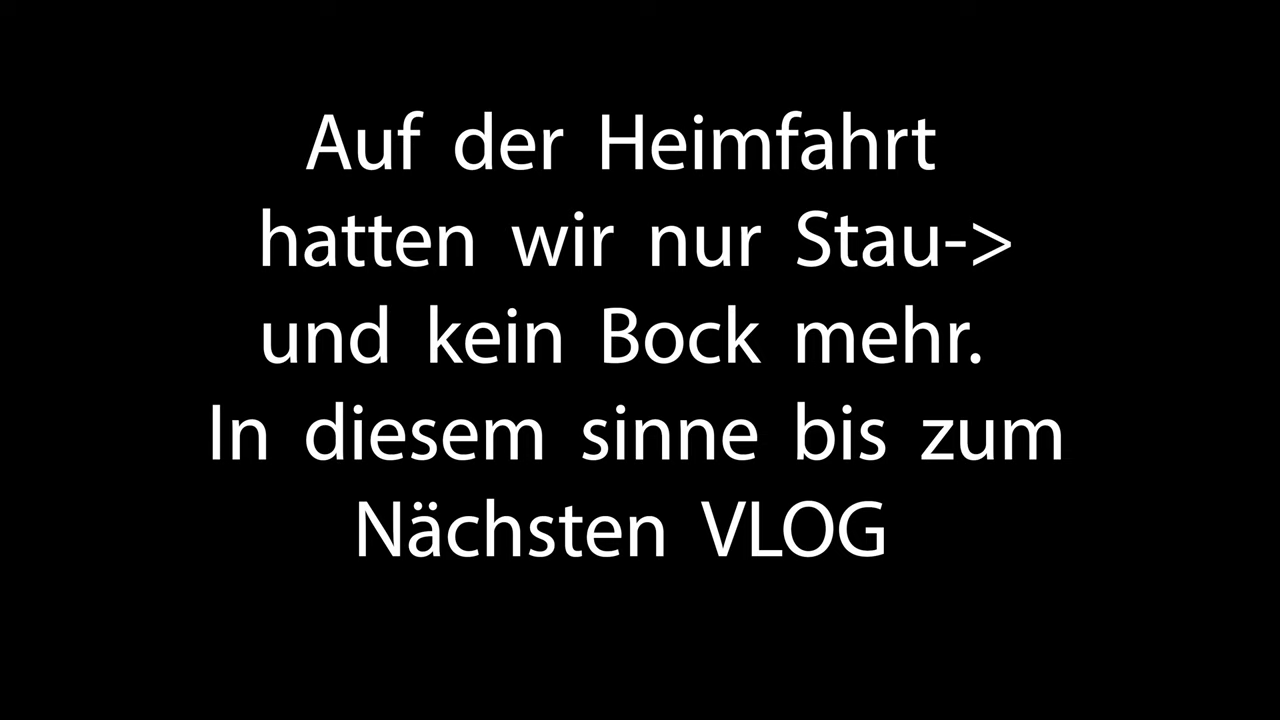 Auf der Heimfahrt
hatten wir nur Stau->
und kein Bock mehr.
In diesem sinne bis zum
Nächsten VLOG